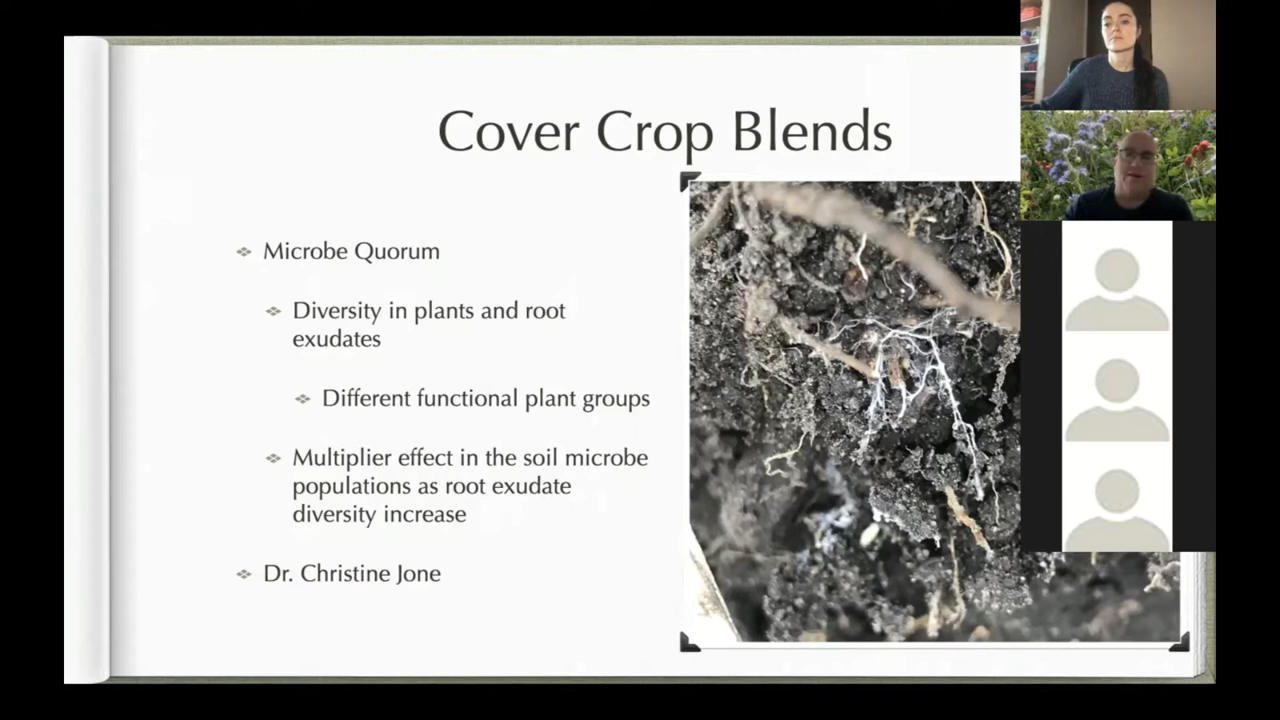 Cover Crop Blends
Microbe Quorum
Diversity in plants and root
exudates
Different functional plant groups
Multiplier effect in the soil microbe
populations as root exudate
diversity increase
Dr. Christine Jone